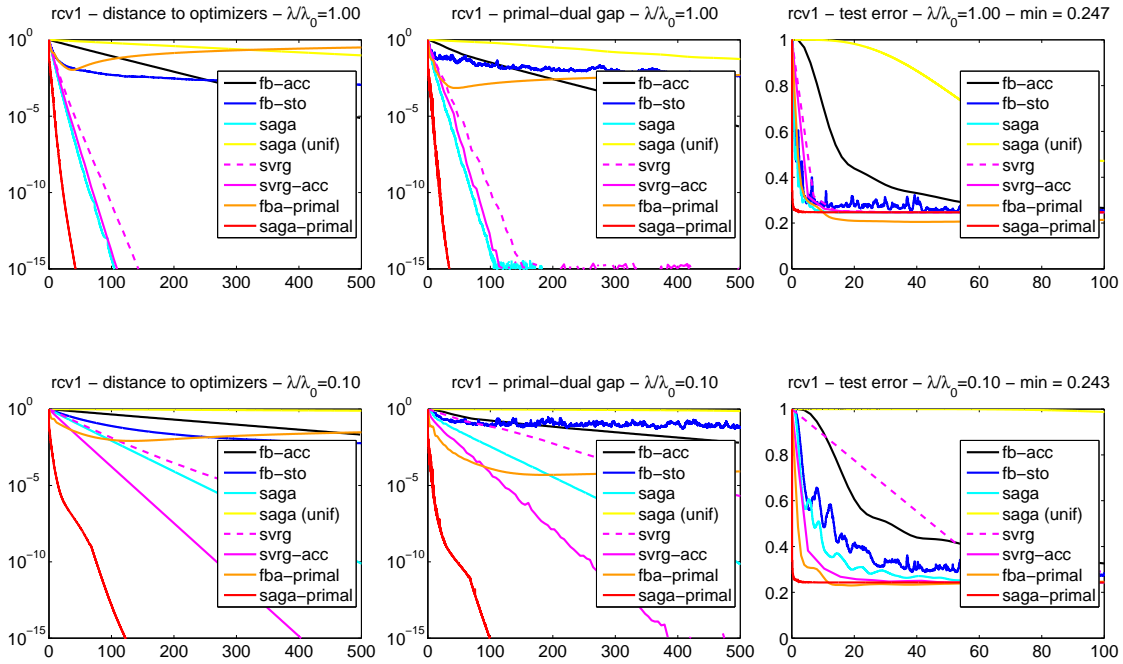 rcv1 − distance to optimizers − λ/λ0=1.00
10^0
10^−5
10^−10
10^−15
0 100 200 300 400 500
fb−acc
fb−sto
saga
saga (unif)
svrg
svrg−acc
fba−primal
saga−primal
rcv1 − primal−dual gap − λ/λ0=1.00
10^0
10^−5
10^−10
10^−15
0 100 200 300 400 500
fb−acc
fb−sto
saga
saga (unif)
svrg
svrg−acc
fba−primal
saga−primal
rcv1 − test error − λ/λ0=1.00 − min = 0.247
1
0.8
0.6
0.4
0.2
0
0 20 40 60 80 100
fb−acc
fb−sto
saga
saga (unif)
svrg
svrg−acc
fba−primal
saga−primal
rcv1 − distance to optimizers − λ/λ0=0.10
10^0
10^−5
10^−10
10^−15
0 100 200 300 400 500
fb−acc
fb−sto
saga
saga (unif)
svrg
svrg−acc
fba−primal
saga−primal
rcv1 − primal−dual gap − λ/λ0=0.10
10^0
10^−5
10^−10
10^−15
0 100 200 300 400 500
fb−acc
fb−sto
saga
saga (unif)
svrg
svrg−acc
fba−primal
saga−primal
rcv1 − test error − λ/λ0=0.10 − min = 0.243
1
0.8
0.6
0.4
0.2
0
0 20 40 60 80 100
fb−acc
fb−sto
saga
saga (unif)
svrg
svrg−acc
fba−primal
saga−primal